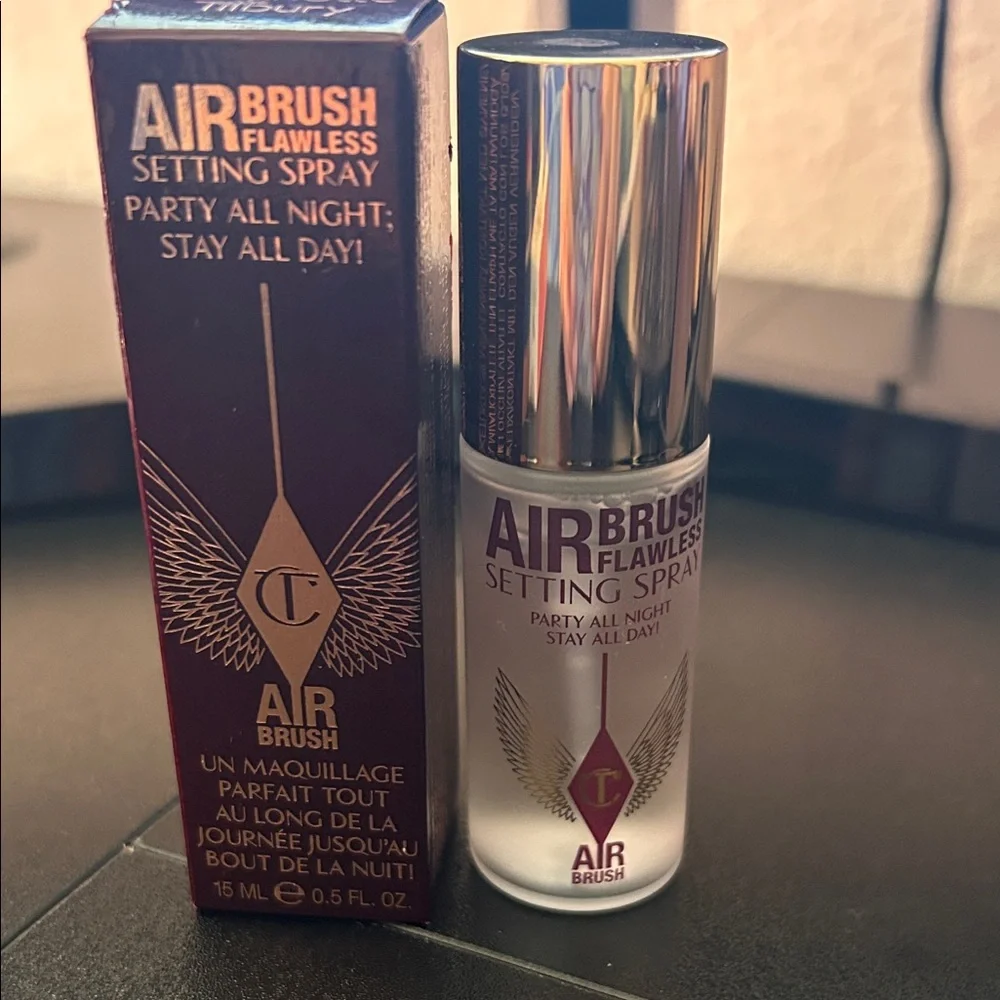 Tilbury
AIRBRUSH
FLAWLESS
SETTING SPRAY
PARTY ALL NIGHT;
STAY ALL DAY!
CT
AIR
BRUSH
UN MAQUILLAGE
PARFAIT TOUT
AU LONG DE LA
JOURNÉE JUSQU'AU
BOUT DE LA NUIT!
15 ML e 0.5 FL. OZ.
AIRBRUSH
FLAWLESS
SETTING SPRAY
PARTY ALL NIGHT
STAY ALL DAY!
CT
AIR
BRUSH